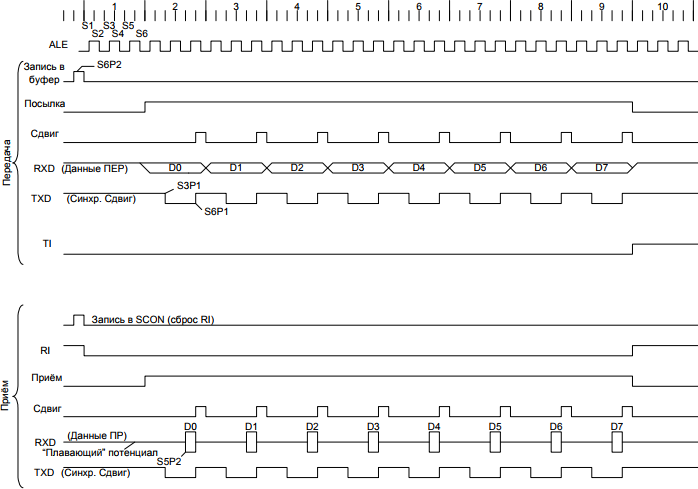 1 2 3 4 5 6 7 8 9 10
S1 S3 S5
S2 S4 S6
ALE
Запись в
буфер
S6P2
Посылка
Сдвиг
RXD (Данные ПЕР) D0 D1 D2 D3 D4 D5 D6 D7
S3P1
TXD (Синхр. Сдвиг)
S6P1
TI
Передача
Запись в SCON (сброс RI)
RI
Приём
Сдвиг
D0 D1 D2 D3 D4 D5 D6 D7
RXD (Данные ПР)
“Плавающий” потенциал
S5P2
TXD (Синхр. Сдвиг)
Приём